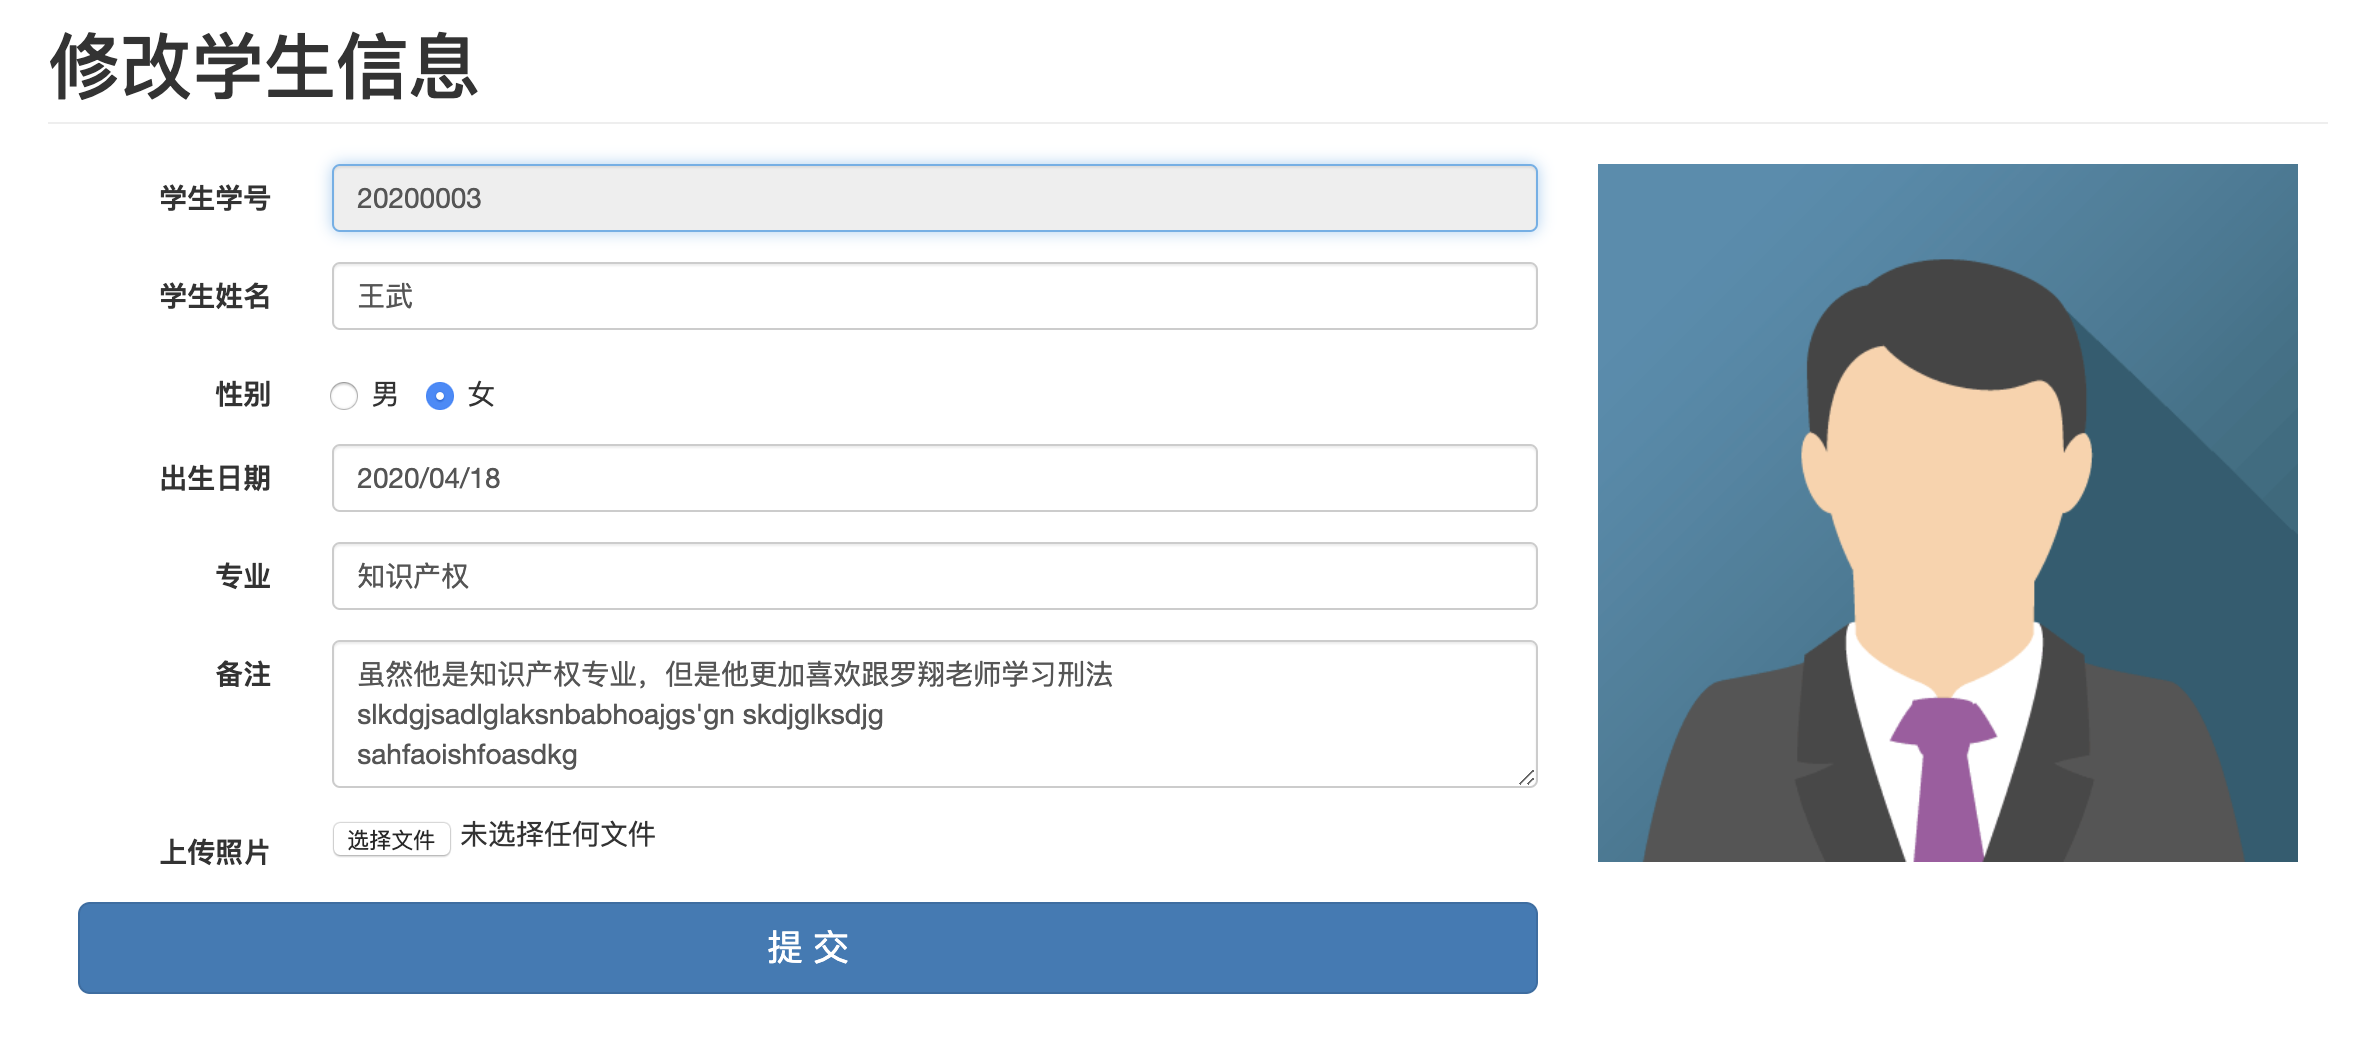 修改学生信息
学生学号
20200003
学生姓名
王武
性别
男 女
出生日期
2020/04/18
专业
知识产权
备注
虽然他是知识产权专业，但是他更加喜欢跟罗翔老师学习刑法
slkdgjsadlglaksnbabhoajgs'gn skdjglksdjg
sahfaoishfoasdkg
上传照片
选择文件 未选择任何文件
提 交